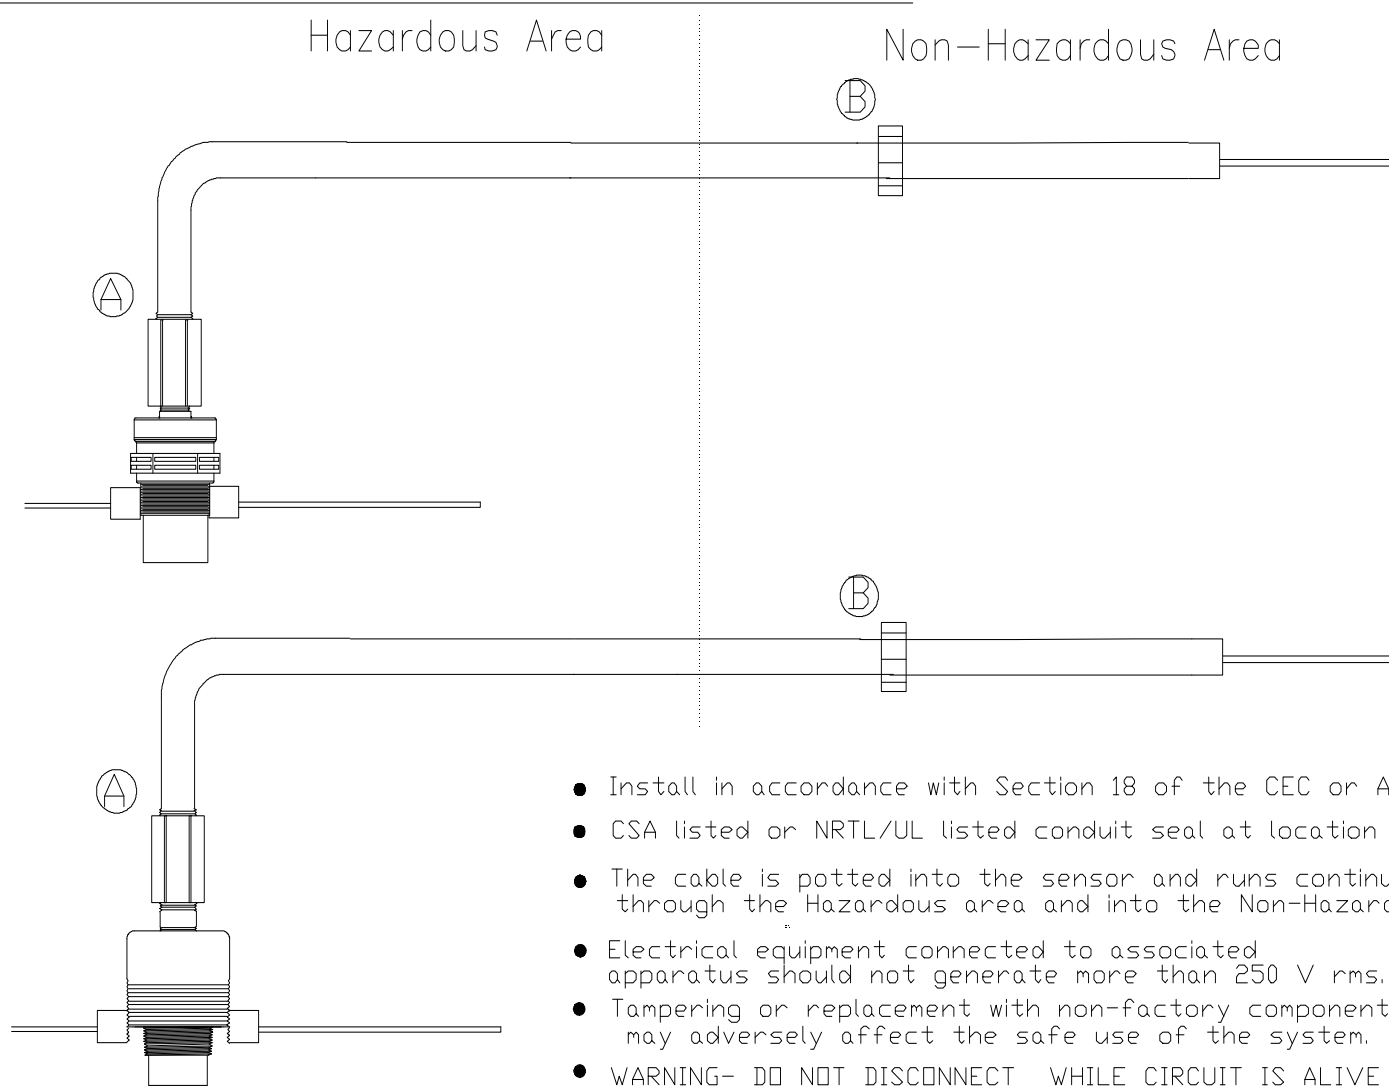 Hazardous Area
Non-Hazardous Area
B
A
B
A
● Install in accordance with Section 18 of the CEC or A
● CSA listed or NRTL/UL listed conduit seal at location
● The cable is potted into the sensor and runs continu
through the Hazardous area and into the Non-Hazard
● Electrical equipment connected to associated
apparatus should not generate more than 250 V rms.
● Tampering or replacement with non-factory component
may adversely affect the safe use of the system.
● WARNING- DO NOT DISCONNECT WHILE CIRCUIT IS ALIVE